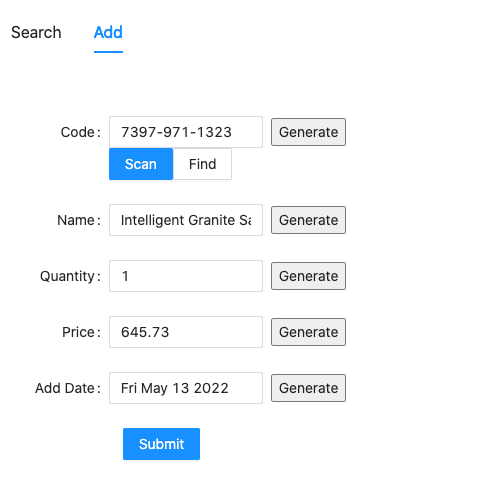 Search Add
Code: 7397-971-1323 Generate
Scan Find
Name: Intelligent Granite Generate
Quantity: 1 Generate
Price: 645.73 Generate
Add Date: Fri May 13 2022 Generate
Submit